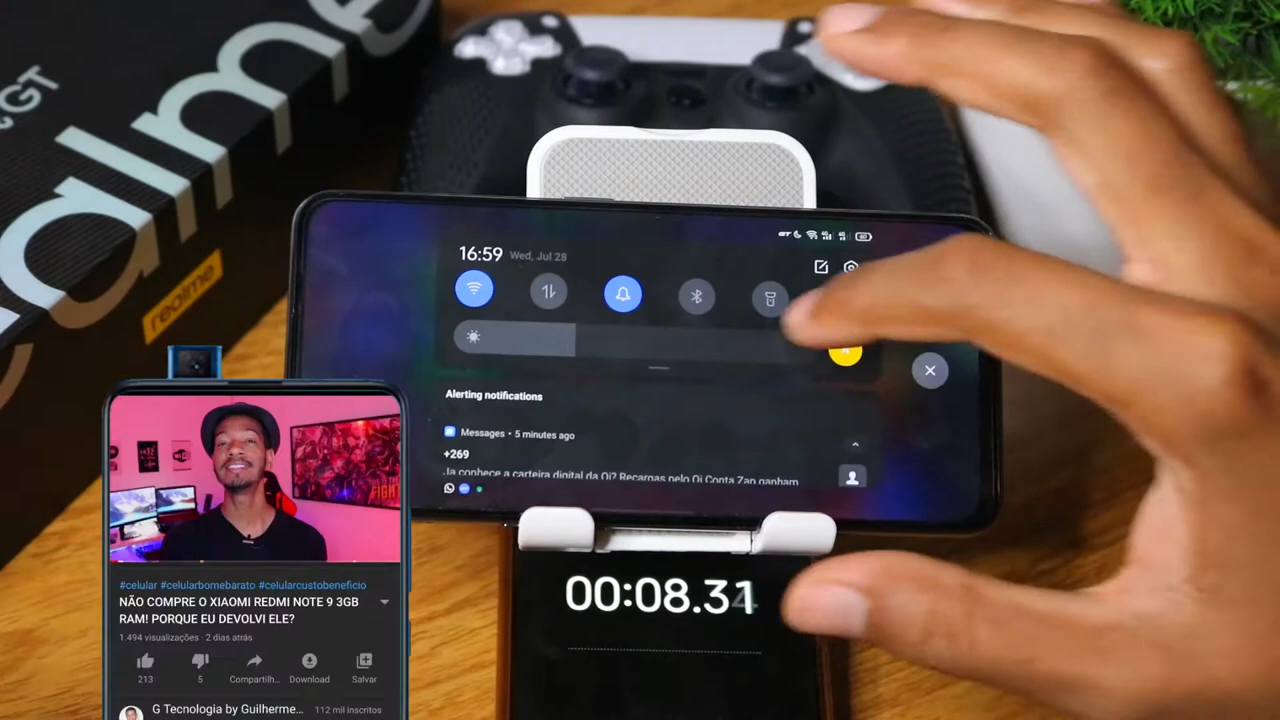 realme GT
realme
16:59 Wed, Jul 28
GT
60
Alerting notifications
Messages • 5 minutes ago
+269
Ja conhece a carteira digital da Oi? Recargas pelo Oi Conta Zap ganham
00:08.31
#celular #celularbomebarato #celularcustobeneficio
NÃO COMPRE O XIAOMI REDMI NOTE 9 3GB
RAM! PORQUE EU DEVOLVI ELE?
1.494 visualizações · 2 dias atrás
213
5
Compartilh...
Download
Salvar
G Tecnologia by Guilherme...
112 mil inscritos